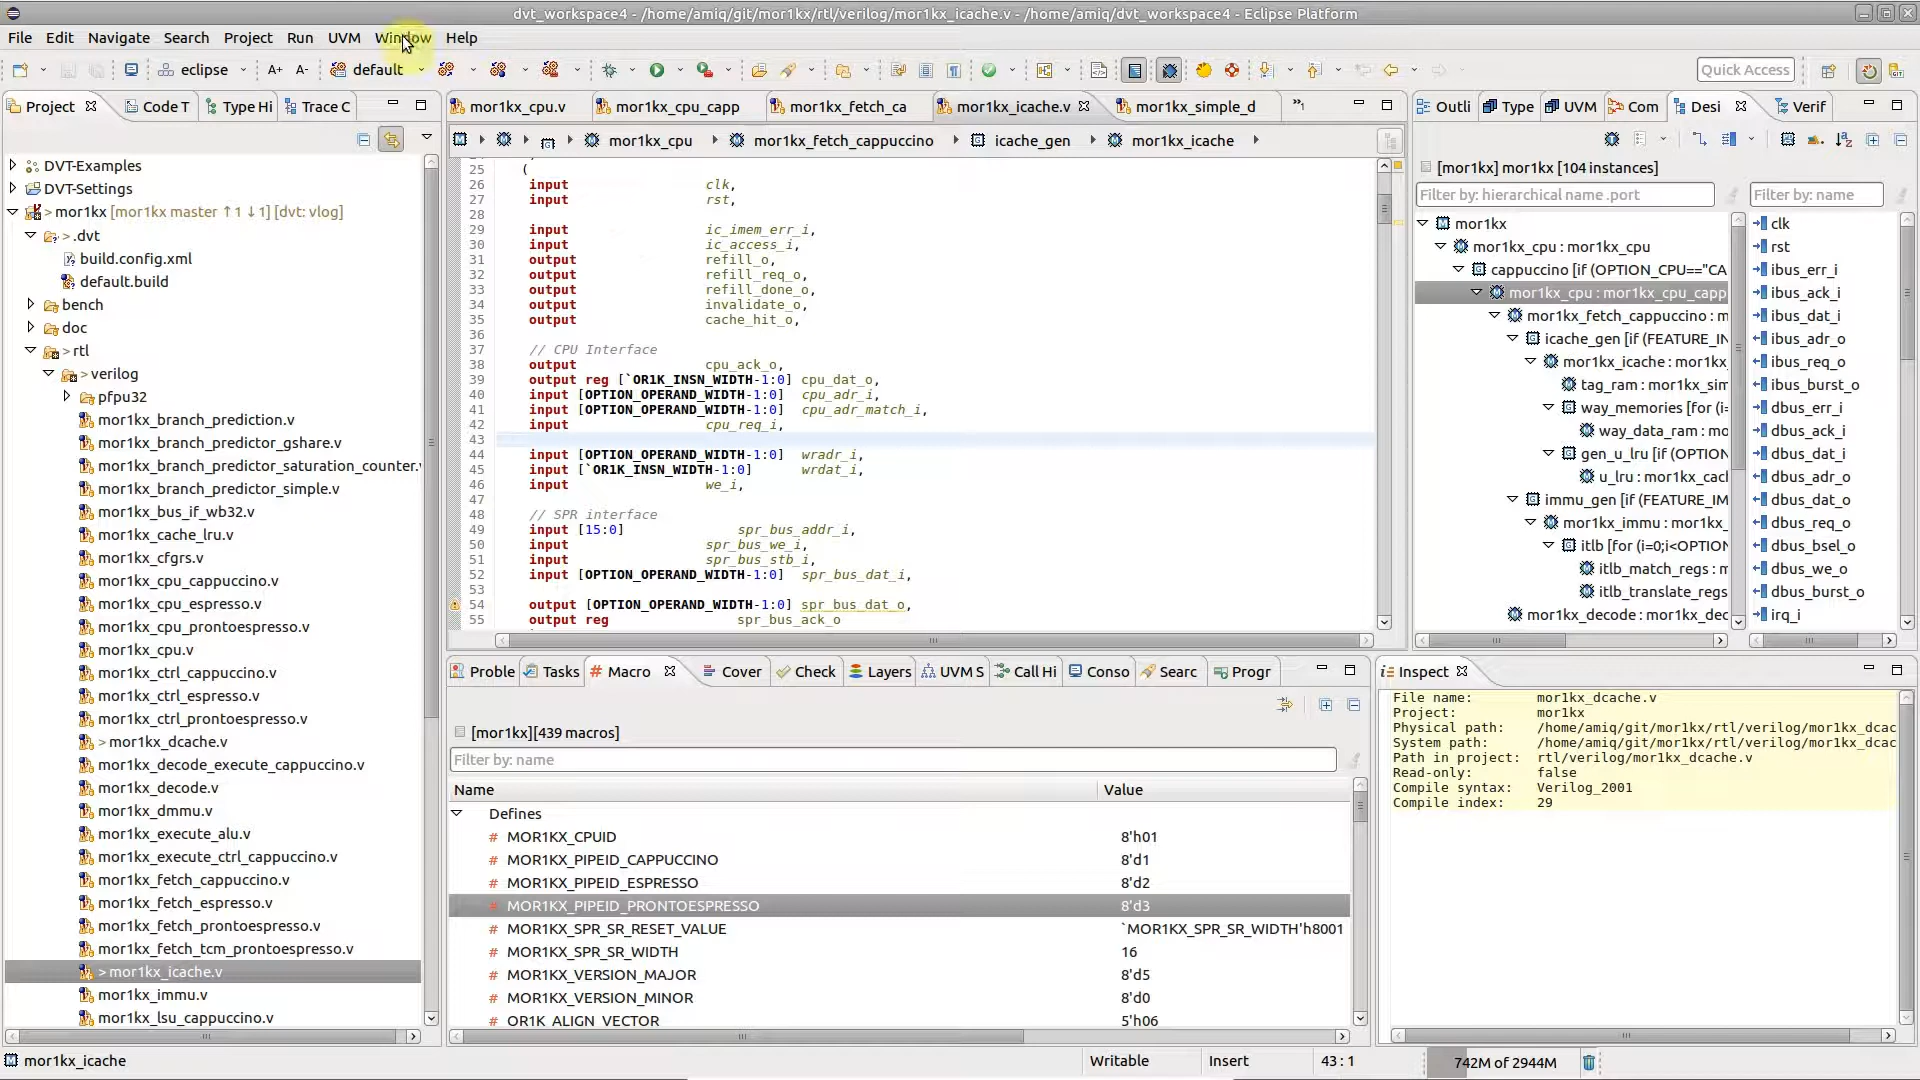 dvt_workspace4 - /home/amiq/git/mor1kx/rtl/verilog/mor1kx_icache.v - /home/amiq/dvt_workspace4 - Eclipse Platform
File Edit Navigate Search Project Run UVM Window Help
eclipse A+ A- default Quick Access
Project Code T Type Hi Trace C
mor1kx_cpu.v mor1kx_cpu_capp mor1kx_fetch_ca mor1kx_icache.v mor1kx_simple_d »1
Outli Type UVM Com Desi Verif
mor1kx_cpu mor1kx_fetch_cappuccino icache_gen mor1kx_icache
DVT-Examples
DVT-Settings
> mor1kx [mor1kx master ↑1 ↓1] [dvt: vlog]
> .dvt
build.config.xml
default.build
bench
doc
> rtl
> verilog
pfpu32
mor1kx_branch_prediction.v
mor1kx_branch_predictor_gshare.v
mor1kx_branch_predictor_saturation_counter.v
mor1kx_branch_predictor_simple.v
mor1kx_bus_if_wb32.v
mor1kx_cache_lru.v
mor1kx_cfgrs.v
mor1kx_cpu_cappuccino.v
mor1kx_cpu_espresso.v
mor1kx_cpu_prontoespresso.v
mor1kx_cpu.v
mor1kx_ctrl_cappuccino.v
mor1kx_ctrl_espresso.v
mor1kx_ctrl_prontoespresso.v
> mor1kx_dcache.v
mor1kx_decode_execute_cappuccino.v
mor1kx_decode.v
mor1kx_dmmu.v
mor1kx_execute_alu.v
mor1kx_execute_ctrl_cappuccino.v
mor1kx_fetch_cappuccino.v
mor1kx_fetch_espresso.v
mor1kx_fetch_prontoespresso.v
mor1kx_fetch_tcm_prontoespresso.v
> mor1kx_icache.v
mor1kx_immu.v
mor1kx_lsu_cappuccino.v
25 (
26 input clk,
27 input rst,
28
29 input ic_imem_err_i,
30 input ic_access_i,
31 output refill_o,
32 output refill_req_o,
33 output refill_done_o,
34 output invalidate_o,
35 output cache_hit_o,
36
37 // CPU Interface
38 output cpu_ack_o,
39 output reg [`OR1K_INSN_WIDTH-1:0] cpu_dat_o,
40 input [OPTION_OPERAND_WIDTH-1:0] cpu_adr_i,
41 input [OPTION_OPERAND_WIDTH-1:0] cpu_adr_match_i,
42 input cpu_req_i,
43
44 input [OPTION_OPERAND_WIDTH-1:0] wradr_i,
45 input [`OR1K_INSN_WIDTH-1:0] wrdat_i,
46 input we_i,
47
48 // SPR interface
49 input [15:0] spr_bus_addr_i,
50 input spr_bus_we_i,
51 input spr_bus_stb_i,
52 input [OPTION_OPERAND_WIDTH-1:0] spr_bus_dat_i,
53
54 output [OPTION_OPERAND_WIDTH-1:0] spr_bus_dat_o,
55 output reg spr_bus_ack_o
[mor1kx] mor1kx [104 instances]
Filter by: hierarchical name .port
Filter by: name
mor1kx
mor1kx_cpu : mor1kx_cpu
cappuccino [if (OPTION_CPU=="CA
mor1kx_cpu : mor1kx_cpu_capp
mor1kx_fetch_cappuccino : m
icache_gen [if (FEATURE_IN
mor1kx_icache : mor1kx
tag_ram : mor1kx_sim
way_memories [for (i=
way_data_ram : mo
gen_u_lru [if (OPTION
u_lru : mor1kx_cac
immu_gen [if (FEATURE_IM
mor1kx_immu : mor1kx_
itlb [for (i=0;i<OPTION
itlb_match_regs : m
itlb_translate_regs
mor1kx_decode : mor1kx_dec
clk
rst
ibus_err_i
ibus_ack_i
ibus_dat_i
ibus_adr_o
ibus_req_o
ibus_burst_o
dbus_err_i
dbus_ack_i
dbus_dat_i
dbus_adr_o
dbus_dat_o
dbus_req_o
dbus_bsel_o
dbus_we_o
dbus_burst_o
irq_i
Proble Tasks Macro Cover Check Layers UVM S Call Hi Conso Searc Progr
[mor1kx][439 macros]
Filter by: name
Name Value
Defines
MOR1KX_CPUID 8'h01
MOR1KX_PIPEID_CAPPUCCINO 8'd1
MOR1KX_PIPEID_ESPRESSO 8'd2
MOR1KX_PIPEID_PRONTOESPRESSO 8'd3
MOR1KX_SPR_SR_RESET_VALUE `MOR1KX_SPR_SR_WIDTH'h8001
MOR1KX_SPR_SR_WIDTH 16
MOR1KX_VERSION_MAJOR 8'd5
MOR1KX_VERSION_MINOR 8'd0
OR1K_ALIGN_VECTOR 5'h06
Inspect
File name: mor1kx_dcache.v
Project: mor1kx
Physical path: /home/amiq/git/mor1kx/rtl/verilog/mor1kx_dcac
System path: /home/amiq/git/mor1kx/rtl/verilog/mor1kx_dcac
Path in project: rtl/verilog/mor1kx_dcache.v
Read-only: false
Compile syntax: Verilog_2001
Compile index: 29
mor1kx_icache Writable Insert 43 : 1 742M of 2944M